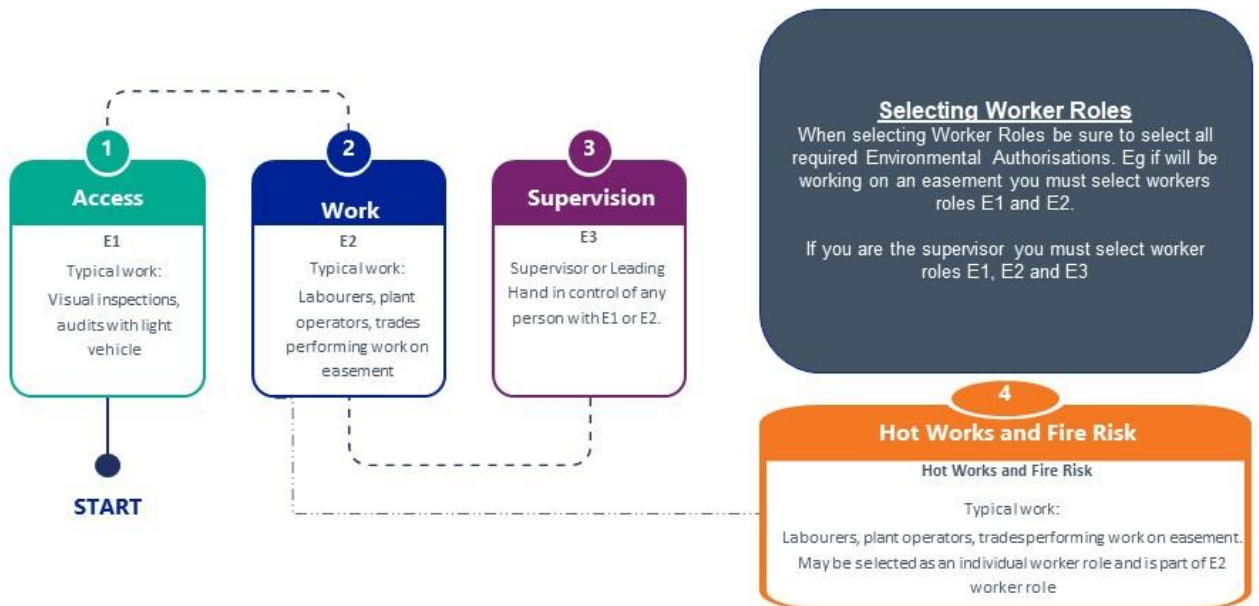 1
Access
E1
Typical work:
Visual inspections,
audits with light
vehicle
START
2
Work
E2
Typical work:
Labourers, plant
operators, trades
performing work on
easement
3
Supervision
E3
Supervisor or Leading
Hand in control of any
person with E1 or E2.
Selecting Worker Roles
When selecting Worker Roles be sure to select all
required Environmental Authorisations. Eg if will be
working on an easement you must select workers
roles E1 and E2.
If you are the supervisor you must select worker
roles E1, E2 and E3
4
Hot Works and Fire Risk
Hot Works and Fire Risk
Typical work:
Labourers, plant operators, tradesperforming work on easement.
May be selected as an individual worker role and is part of E2
worker role